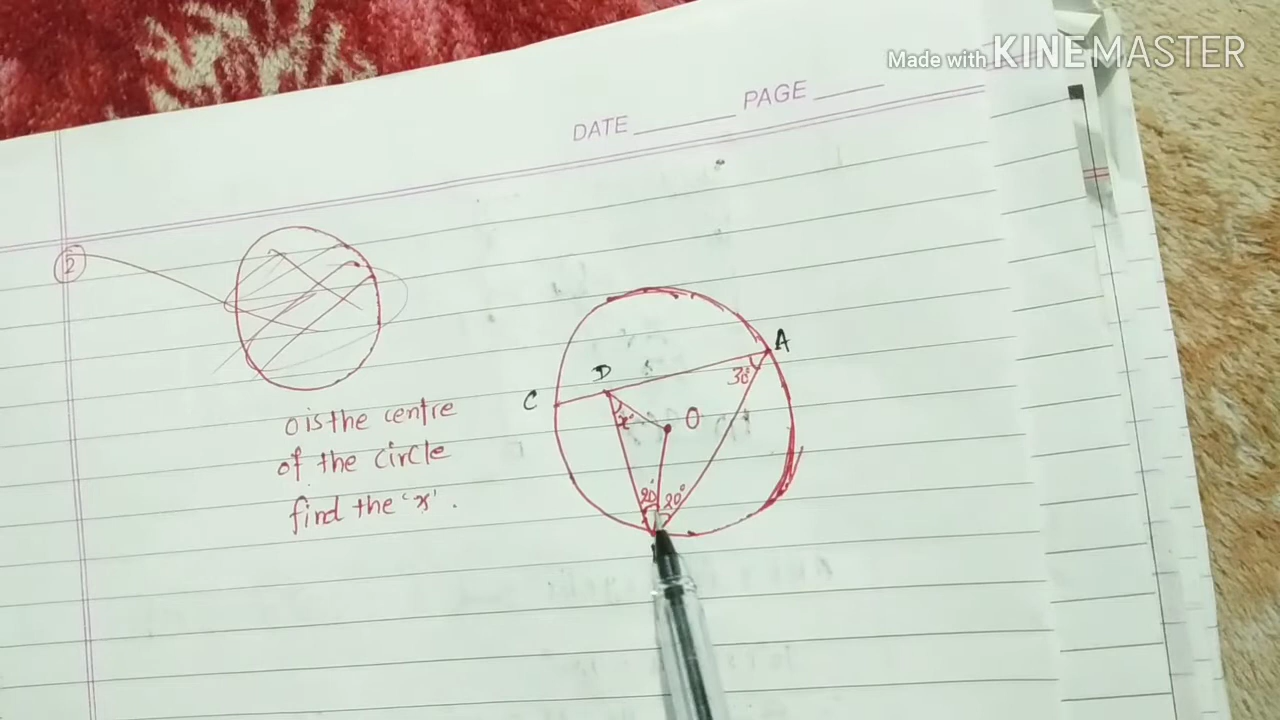 Made with KINEMASTER
DATE
PAGE
2
A
D
30°
C
x°
O
o is the centre
of the circle
find the 'x'.
20°
20°